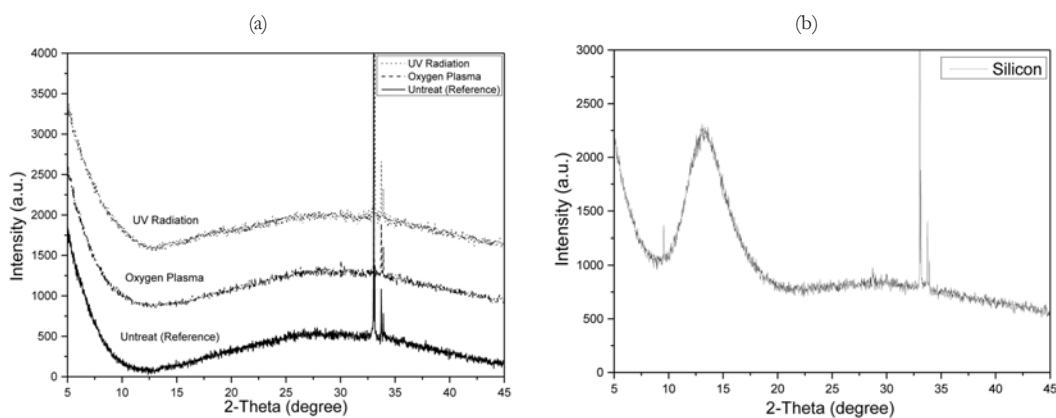 (a)
4000
3500
3000
2500
2000
1500
1000
500
0
Intensity (a.u.)
UV Radiation
Oxygen Plasma
Untreat (Reference)
UV Radiation
Oxygen Plasma
Untreat (Reference)
5 10 15 20 25 30 35 40 45
2-Theta (degree)
(b)
3000
2500
2000
1500
1000
500
0
Intensity (a.u.)
Silicon
5 10 15 20 25 30 35 40 45
2-Theta (degree)